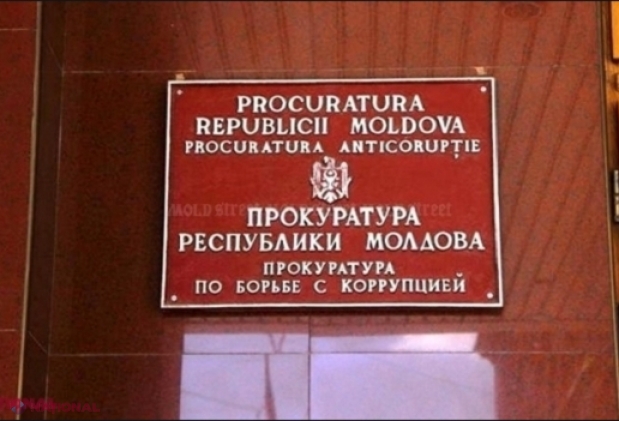 PROCURATURA
REPUBLICII MOLDOVA
PROCURATURA ANTICORUPȚIE
ПРОКУРАТУРА
РЕСПУБЛИКИ МОЛДОВА
ПРОКУРАТУРА
ПО БОРЬБЕ С КОРРУПЦИЕЙ